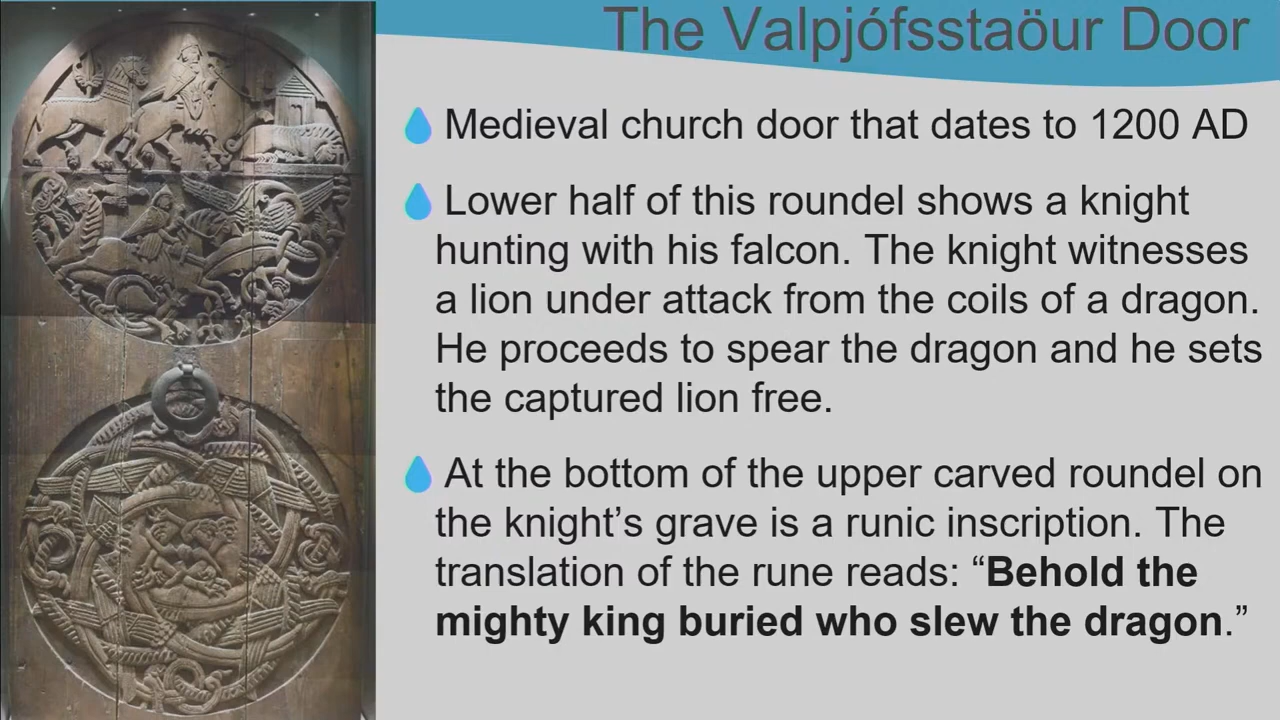 The Valpjófsstaöur Door
Medieval church door that dates to 1200 AD
Lower half of this roundel shows a knight
hunting with his falcon. The knight witnesses
a lion under attack from the coils of a dragon.
He proceeds to spear the dragon and he sets
the captured lion free.
At the bottom of the upper carved roundel on
the knight’s grave is a runic inscription. The
translation of the rune reads: “Behold the
mighty king buried who slew the dragon.”